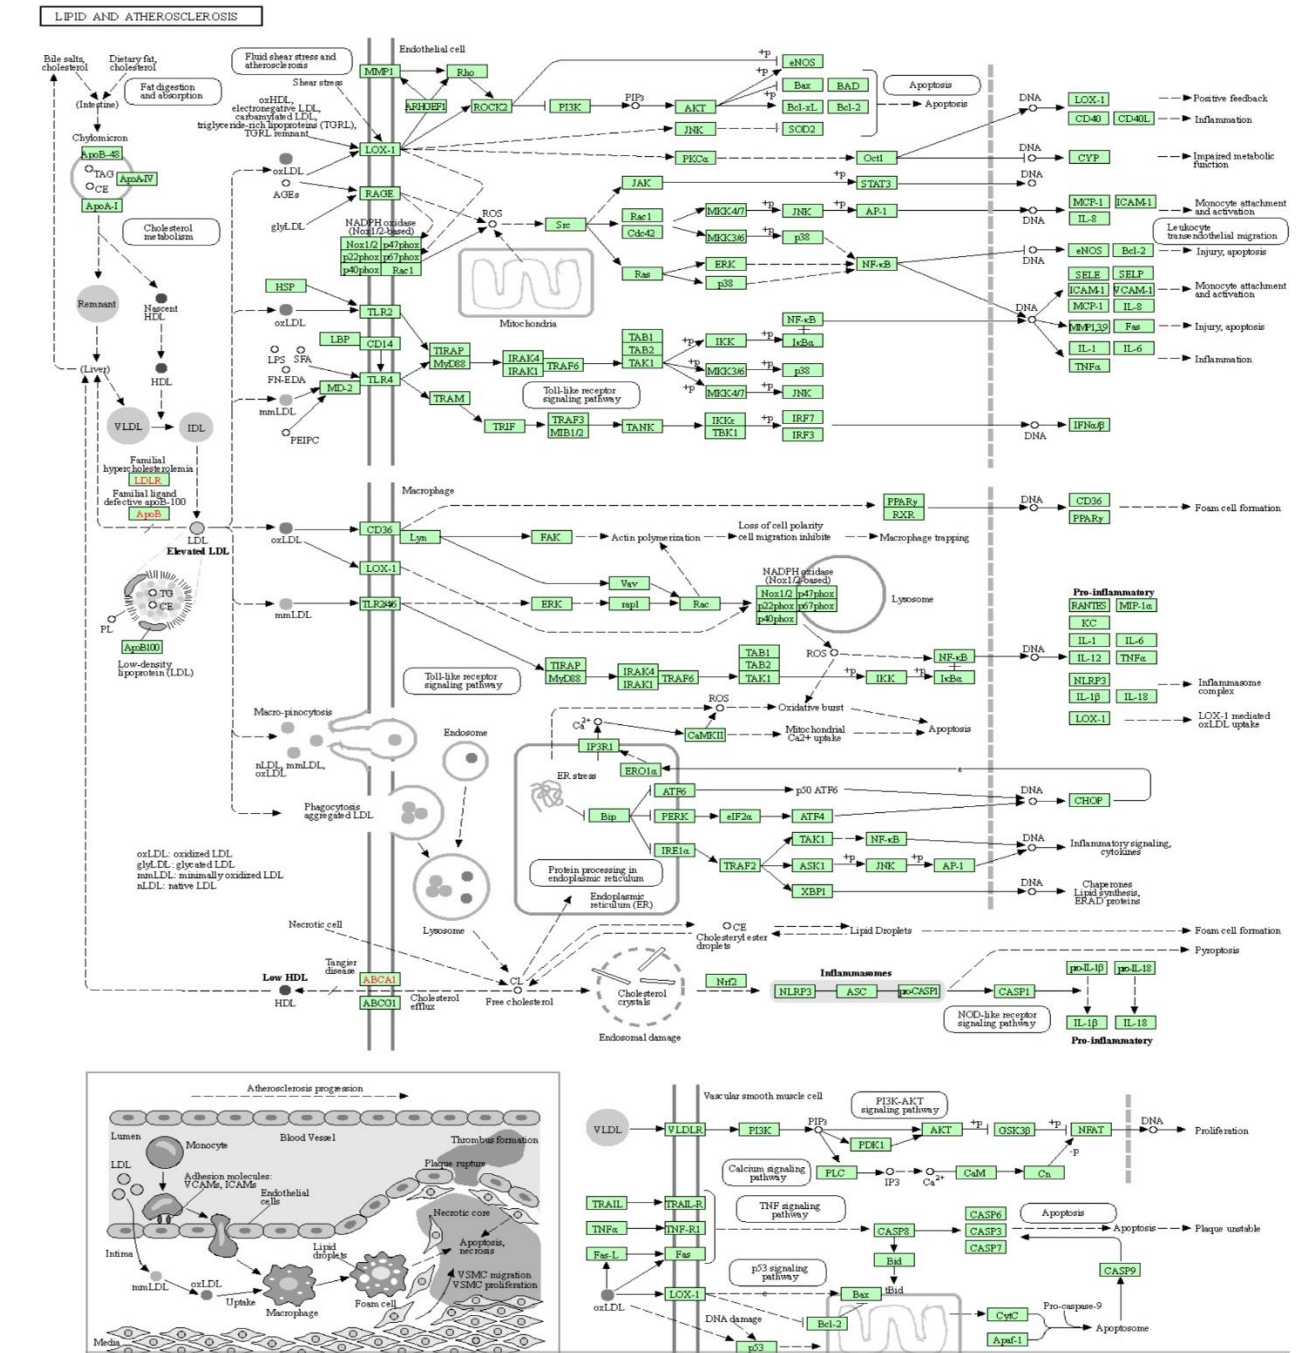 LIPID AND ATHEROSCLEROSIS
Bile salts,
cholesterol
Dietary fat,
cholesterol
Fat digestion
and absorption
(Intestine)
Chylomicron
ApoB-48
TAG
CE
ApoA-IV
ApoA-I
Cholesterol
metabolism
Remnant
Nascent
HDL
(Liver)
HDL
VLDL
IDL
Familial
hypercholesterolemia
LDLR
Familial ligand
defective apoB-100
ApoB
LDL
Elevated LDL
TG
CE
PL
ApoB100
Low-density
lipoprotein (LDL)
Fluid shear stress and
atherosclerosis
Shear stress
oxHDL,
electronegative LDL,
carbamylated LDL,
triglyceride-rich lipoproteins (TGRL),
TGRL remnant
oxLDL
AGEs
glyLDL
HSP
oxLDL
LBP
LPS
SFA
FN-EDA
MD-2
mmLDL
PEIPC
Endothelial cell
MMP1
Rho
ARHGEF1
ROCK2
PI3K
PIP3
AKT
eNOS
Bax
BAD
Bcl-xL
Bcl-2
+p
+p
+p
Apoptosis
Apoptosis
LOX-1
JNK
SOD2
PKCα
Oct1
RAGE
NADPH oxidase
(Nox1/2-based)
Nox1/2
p47phox
p22phox
p67phox
p40phox
Rac1
ROS
Mitochondria
Src
JAK
STAT3
DNA
Rac1
Cdc42
MKK4/7
+p
JNK
+p
AP-1
MKK3/6
+p
p38
Ras
ERK
p38
NF-κB
DNA
DNA
DNA
DNA
DNA
TLR2
CD14
TLR4
TIRAP
MyD88
TRAM
IRAK4
IRAK1
TRAF6
TAB1
TAB2
TAK1
+p
IKK
+p
NF-κB
IκBα
MKK3/6
+p
p38
+p
MKK4/7
+p
JNK
Toll-like receptor
signaling pathway
TRIF
TRAF3
MIB1/2
TANK
IKKε
TBK1
+p
IRF7
IRF3
DNA
LOX-1
CD40
CD40L
Positive feedback
Inflammation
CYP
Impaired metabolic
function
MCP-1
ICAM-1
IL-8
Monocyte attachment
and activation
Leukocyte
transendothelial migration
eNOS
Bcl-2
Injury, apoptosis
SELE
SELP
ICAM-1
VCAM-1
MCP-1
IL-8
Monocyte attachment
and activation
MMP1,3,9
Fas
Injury, apoptosis
IL-1
IL-6
TNFα
Inflammation
IFNα/β
Macrophage
oxLDL
CD36
Lyn
FAK
Actin polymerization
Loss of cell polarity
cell migration inhibite
Macrophage trapping
PPARγ
RXR
DNA
CD36
PPARγ
Foam cell formation
LOX-1
Vav
mmLDL
TLR2/4/6
ERK
rap1
Rac
NADPH oxidase
(Nox1/2-based)
Nox1/2
p47phox
p22phox
p67phox
p40phox
Lysosome
Toll-like receptor
signaling pathway
TIRAP
MyD88
IRAK4
IRAK1
TRAF6
TAB1
TAB2
TAK1
+p
IKK
+p
NF-κB
IκBα
ROS
DNA
Pro-inflammatory
RANTES
MIP-1α
KC
IL-1
IL-6
IL-12
TNFα
NLRP3
IL-1β
IL-18
Inflammasome
complex
LOX-1
LOX-1 mediated
oxLDL uptake
Macro-pinocytosis
nLDL, mmLDL,
oxLDL
Endosome
Phagocytosis
aggregated LDL
Lysosome
ROS
Oxidative burst
Ca2+
CaMKII
Mitochondrial
Ca2+ uptake
Apoptosis
IP3R1
ERO1α
e
ER stress
Bip
ATF6
p50 ATF6
DNA
CHOP
PERK
eIF2α
ATF4
IRE1α
TRAF2
TAK1
NF-κB
ASK1
+p
JNK
+p
AP-1
DNA
Inflammatory signaling,
cytokines
XBP1
DNA
Chaperones
Lipid synthesis,
ERAD proteins
Protein processing in
endoplasmic reticulum
Endoplasmic
reticulum (ER)
oxLDL: oxidized LDL
glyLDL: glycated LDL
mmLDL: minimally oxidized LDL
nLDL: native LDL
Necrotic cell
CE
Cholesteryl ester
droplets
Lipid Droplets
Foam cell formation
Pyroptosis
Low HDL
HDL
Tangier
disease
ABCA1
ABCG1
Cholesterol
efflux
CL
Free cholesterol
Cholesterol
crystals
Endosomal damage
Nrf2
Inflammasomes
NLRP3
ASC
pro-CASP1
CASP1
NOD-like receptor
signaling pathway
pro-IL-1β
pro-IL-18
IL-1β
IL-18
Pro-inflammatory
Atherosclerosis progression
Lumen
Monocyte
Blood Vessel
Thrombus formation
Plaque rupture
LDL
Adhesion molecules:
VCAMs, ICAMs
Endothelial
cells
Necrotic core
Intima
Lipid
droplets
Apoptosis,
necrosis
mmLDL
oxLDL
Uptake
Macrophage
Foam cell
VSMC migration
VSMC proliferation
Media
Vascular smooth muscle cell
PI3K-AKT
signaling pathway
VLDL
VLDLR
PI3K
PIP3
PDK1
AKT
+p
GSK3β
+p
NFAT
DNA
Proliferation
-p
Calcium signaling
pathway
PLC
IP3
Ca2+
CaM
Cn
TRAIL
TRAIL-R
TNF signaling
pathway
TNFα
TNF-R1
Fas-L
Fas
CASP8
CASP6
CASP3
CASP7
Apoptosis
Apoptosis
Plaque unstable
Bid
tBid
p53 signaling
pathway
CASP9
oxLDL
LOX-1
e
Bax
Bcl-2
DNA damage
p53
CytC
Apaf-1
Pro-caspase-9
Apoptosome